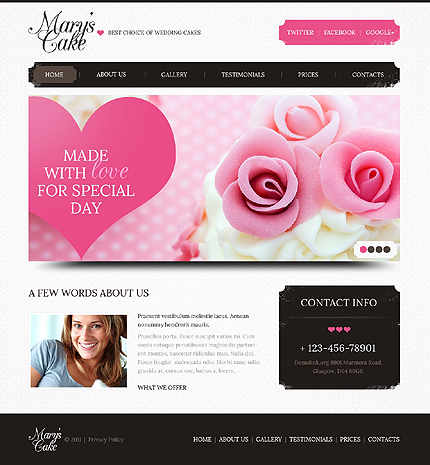 Mary's
Cake
BEST CHOICE OF WEDDING CAKES
TWITTER | FACEBOOK | GOOGLE+
HOME | ABOUT US | GALLERY | TESTIMONIALS | PRICES | CONTACTS
MADE
WITH love
FOR SPECIAL
DAY
A FEW WORDS ABOUT US
Praesent vestibulum molestie lacus. Aenean
nonummy hendrerit mauris.
Phasellus porta. Fusce suscipit varius mi. Cum
sociis natoque penatibus et magnis dis parturi-
ent montes, nascetur ridiculus mus. Nulla dui.
Fusce feugiat malesuada odio. Morbi nunc odio,
gravida at, cursus nec, luctus a, lorem.
WHAT WE OFFER
CONTACT INFO
+ 123-456-78901
Demolink.org 8901 Marmora Road,
Glasgow, D04 89GR.
Mary's
Cake
© 2013 | Privacy Policy
HOME | ABOUT US | GALLERY | TESTIMONIALS | PRICES | CONTACTS